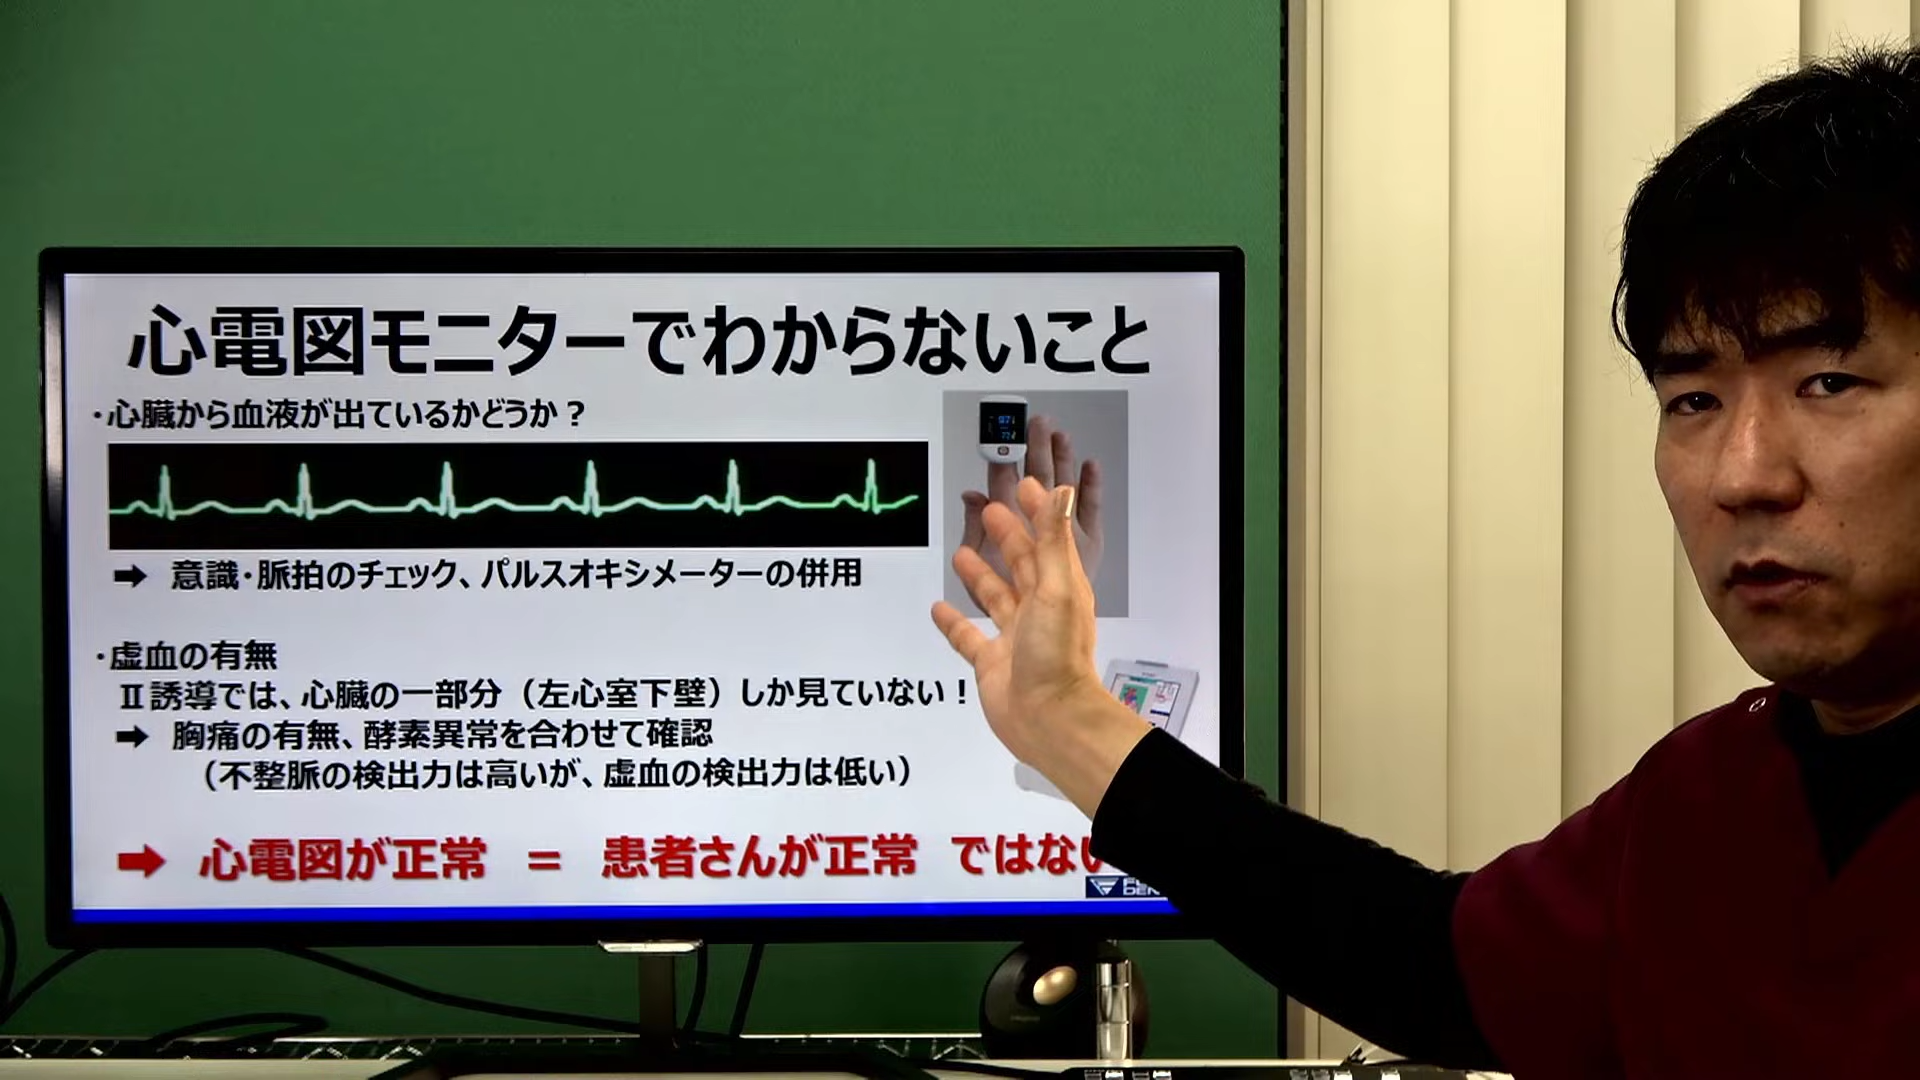 心電図モニターでわからないこと
・心臓から血液が出ているかどうか？
➡ 意識・脈拍のチェック、パルスオキシメーターの併用
・虚血の有無
Ⅱ誘導では、心臓の一部分（左心室下壁）しか見ていない！
➡ 胸痛の有無、酵素異常を合わせて確認
（不整脈の検出力は高いが、虚血の検出力は低い）
➡ 心電図が正常 ＝ 患者さんが正常 ではない